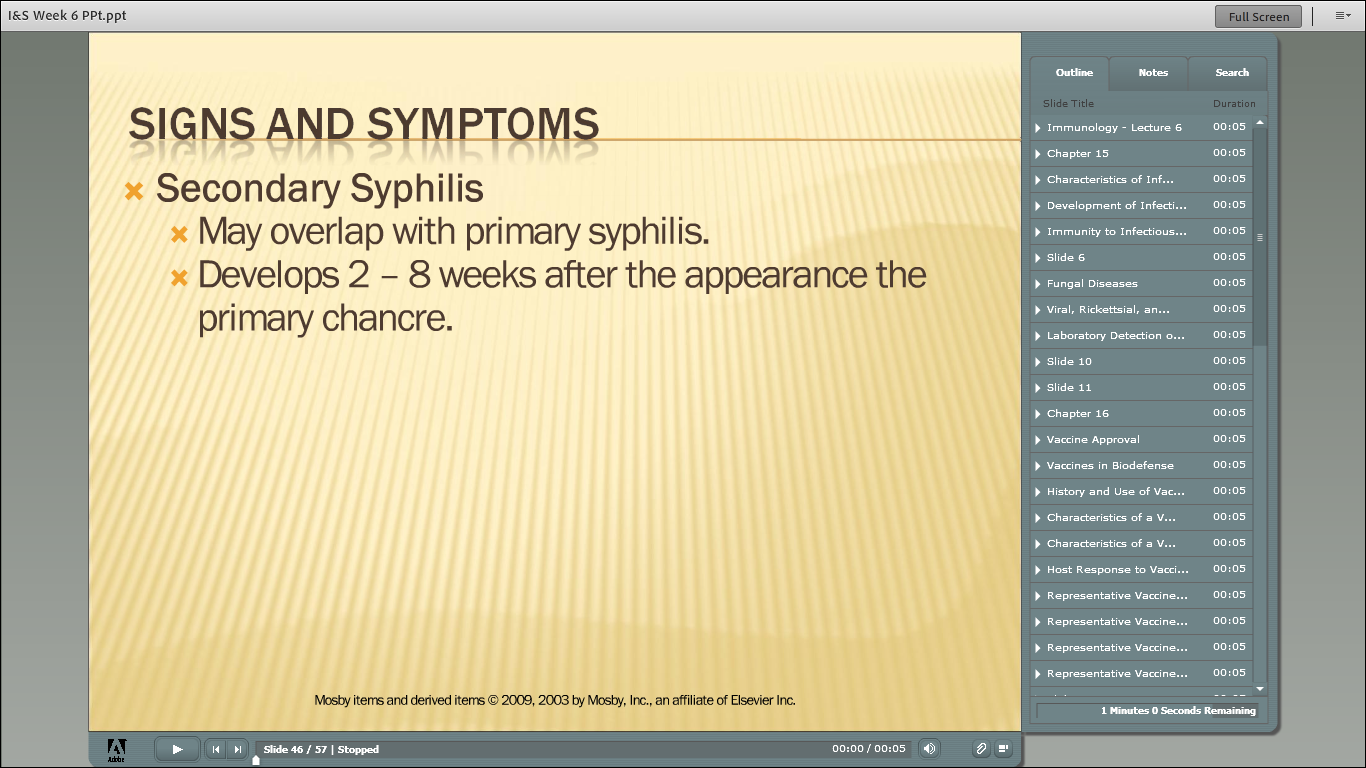 I&S Week 6 PPt.ppt
Full Screen
SIGNS AND SYMPTOMS
Secondary Syphilis
May overlap with primary syphilis.
Develops 2 – 8 weeks after the appearance the
primary chancre.
Mosby items and derived items © 2009, 2003 by Mosby, Inc., an affiliate of Elsevier Inc.
Outline Notes Search
Slide Title Duration
Immunology - Lecture 6 00:05
Chapter 15 00:05
Characteristics of Inf... 00:05
Development of Infecti... 00:05
Immunity to Infectious... 00:05
Slide 6 00:05
Fungal Diseases 00:05
Viral, Rickettsial, an... 00:05
Laboratory Detection o... 00:05
Slide 10 00:05
Slide 11 00:05
Chapter 16 00:05
Vaccine Approval 00:05
Vaccines in Biodefense 00:05
History and Use of Vac... 00:05
Characteristics of a V... 00:05
Characteristics of a V... 00:05
Host Response to Vacci... 00:05
Representative Vaccine... 00:05
Representative Vaccine... 00:05
Representative Vaccine... 00:05
Representative Vaccine... 00:05
1 Minutes 0 Seconds Remaining
Adobe
Slide 46 / 57 | Stopped 00:00 / 00:05